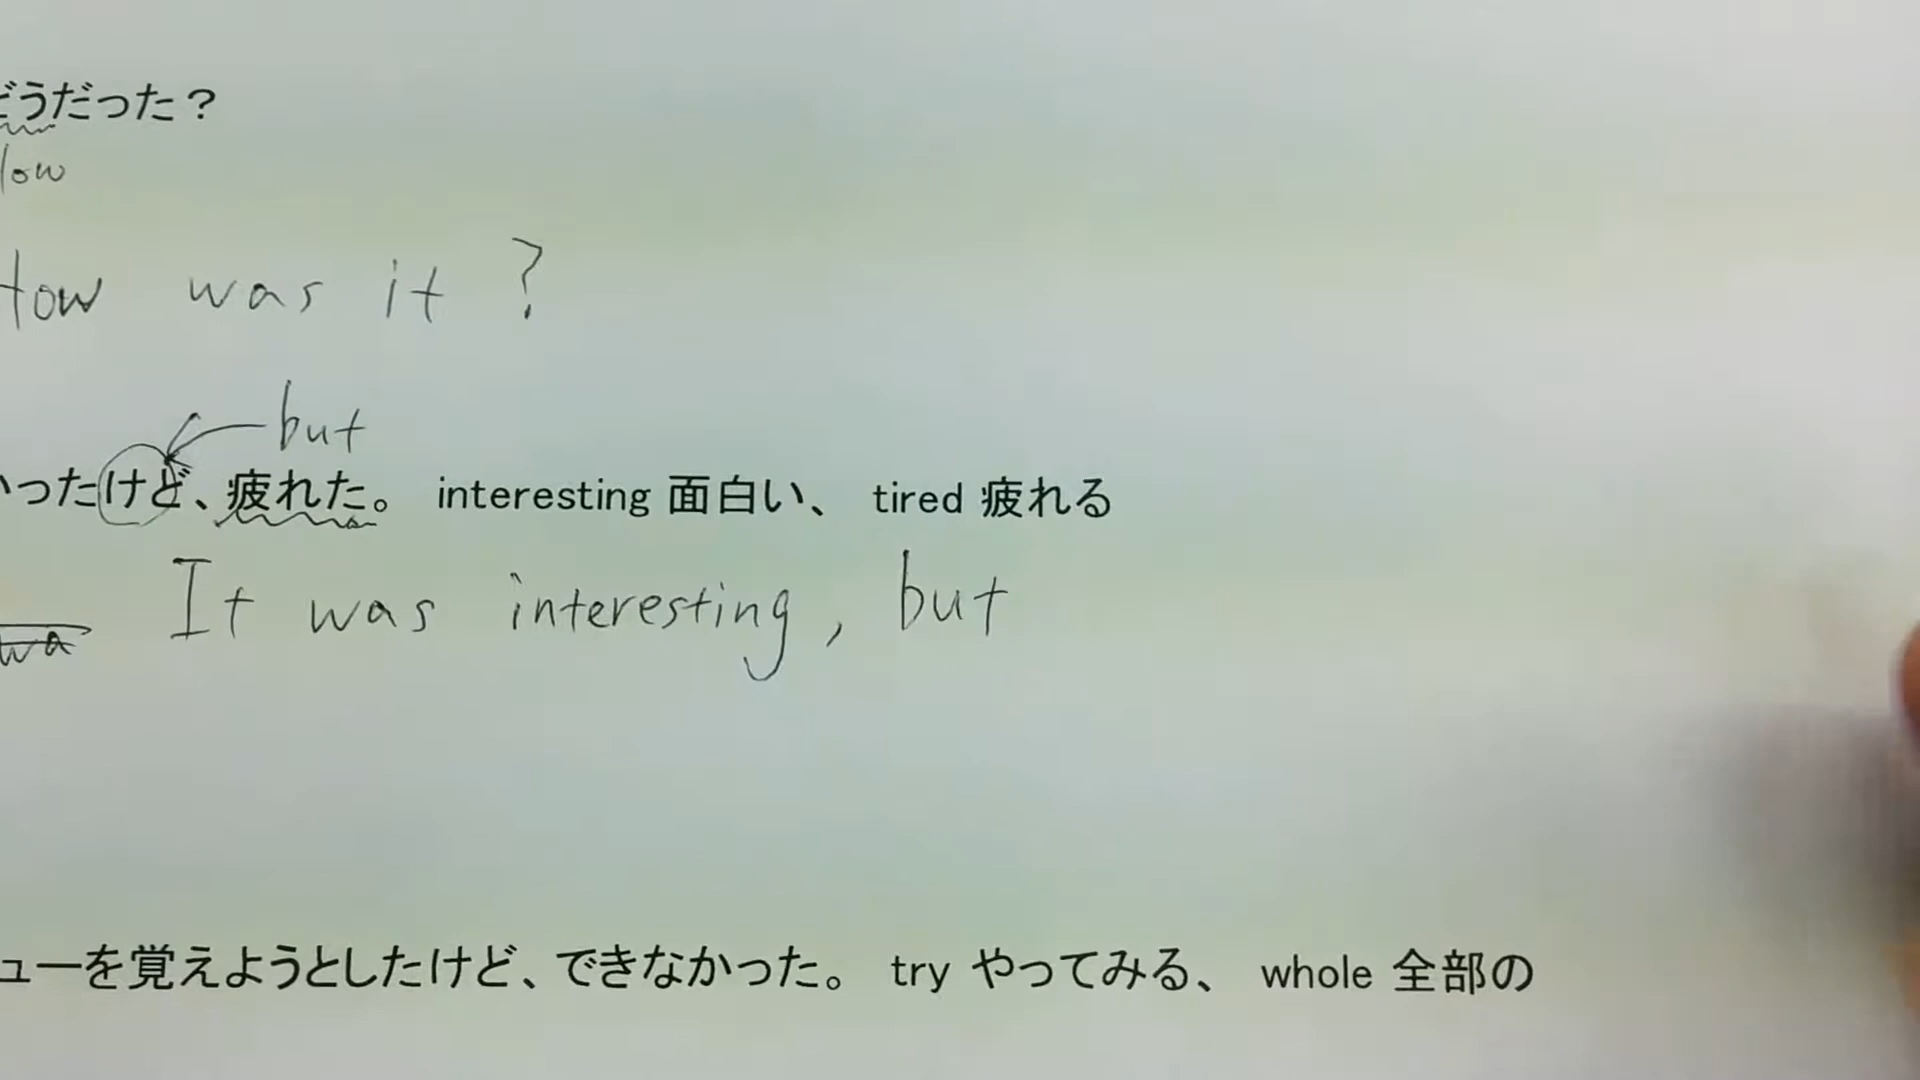 どうだった？
How
How was it ?
but
ったけど、疲れた。 interesting 面白い、 tired 疲れる
It was interesting , but
wa
ューを覚えようとしたけど、できなかった。 try やってみる、 whole 全部の